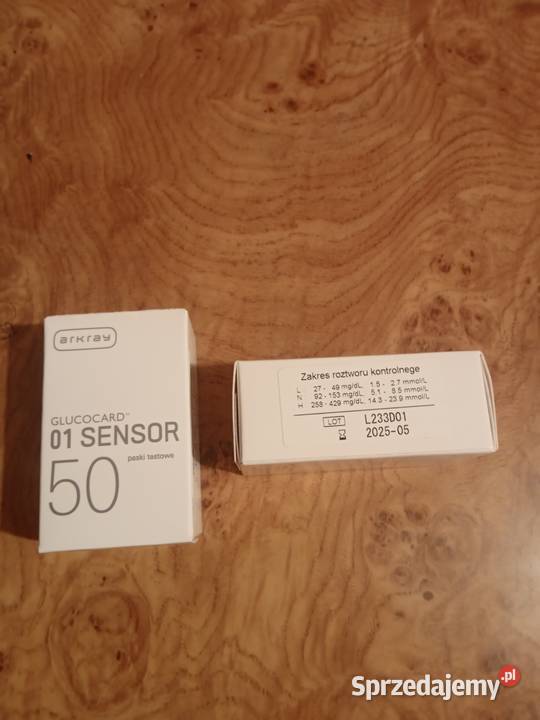 arkray
GLUCOCARD™
01 SENSOR
50 paski testowe
Zakres roztworu kontrolnego
L 27 - 49 mg/dL, 1.5 - 2.7 mmol/L
N 92 - 153 mg/dL, 5.1 - 8.5 mmol/L
H 258 - 429 mg/dL, 14.3 - 23.9 mmol/L
LOT L233D01
2025-05
Sprzedajemy.pl